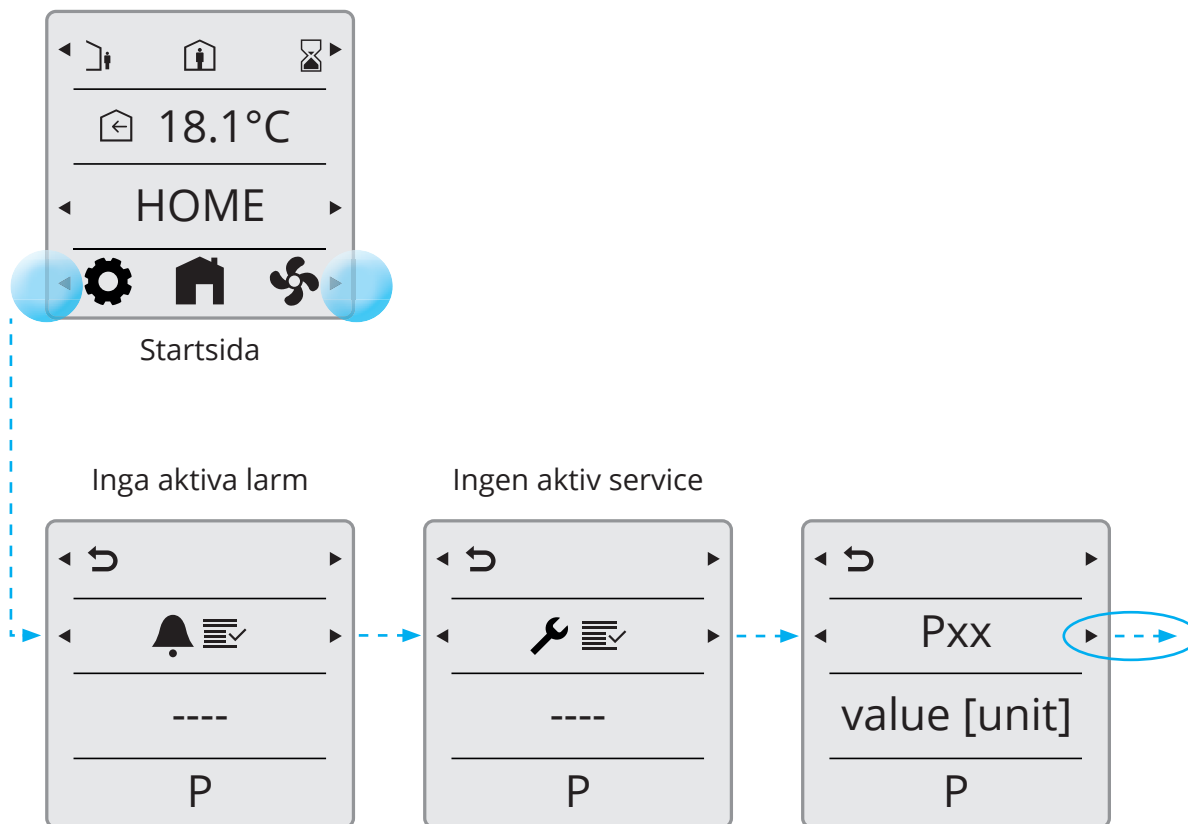 18.1°C
HOME
Startsida
Inga aktiva larm
Ingen aktiv service
Pxx
----
----
value [unit]
P
P
P